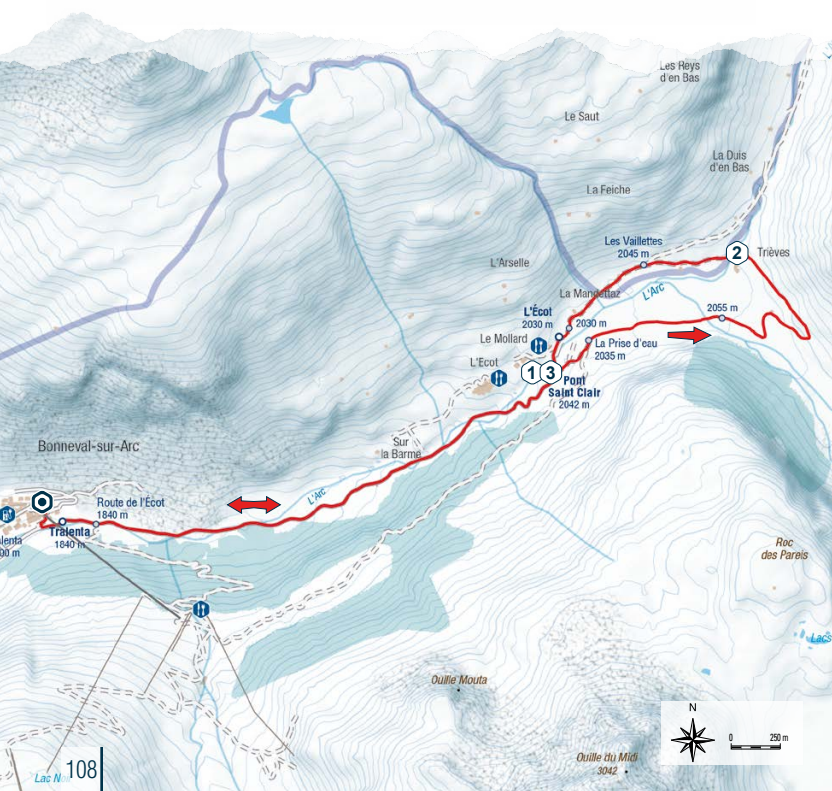 Les Reys
d'en Bas
Le Saut
La Duis
d'en Bas
La Feiche
Les Vaillettes
2045 m
2
Trièves
L'Arselle
L'Arc
La Mandettaz
L'Écot
2030 m
2030 m
2055 m
Le Mollard
La Prise d'eau
2035 m
L'Ecot
1
3
Pont
Saint Clair
2042 m
Sur
la Barme
Bonneval-sur-Arc
L'Arc
Route de l'Écot
1840 m
Tralenta
1840 m
00 m
Roc
des Pareis
Lacs
Ouille Mouta
N
0
250 m
Ouille du Midi
3042
Lac
108